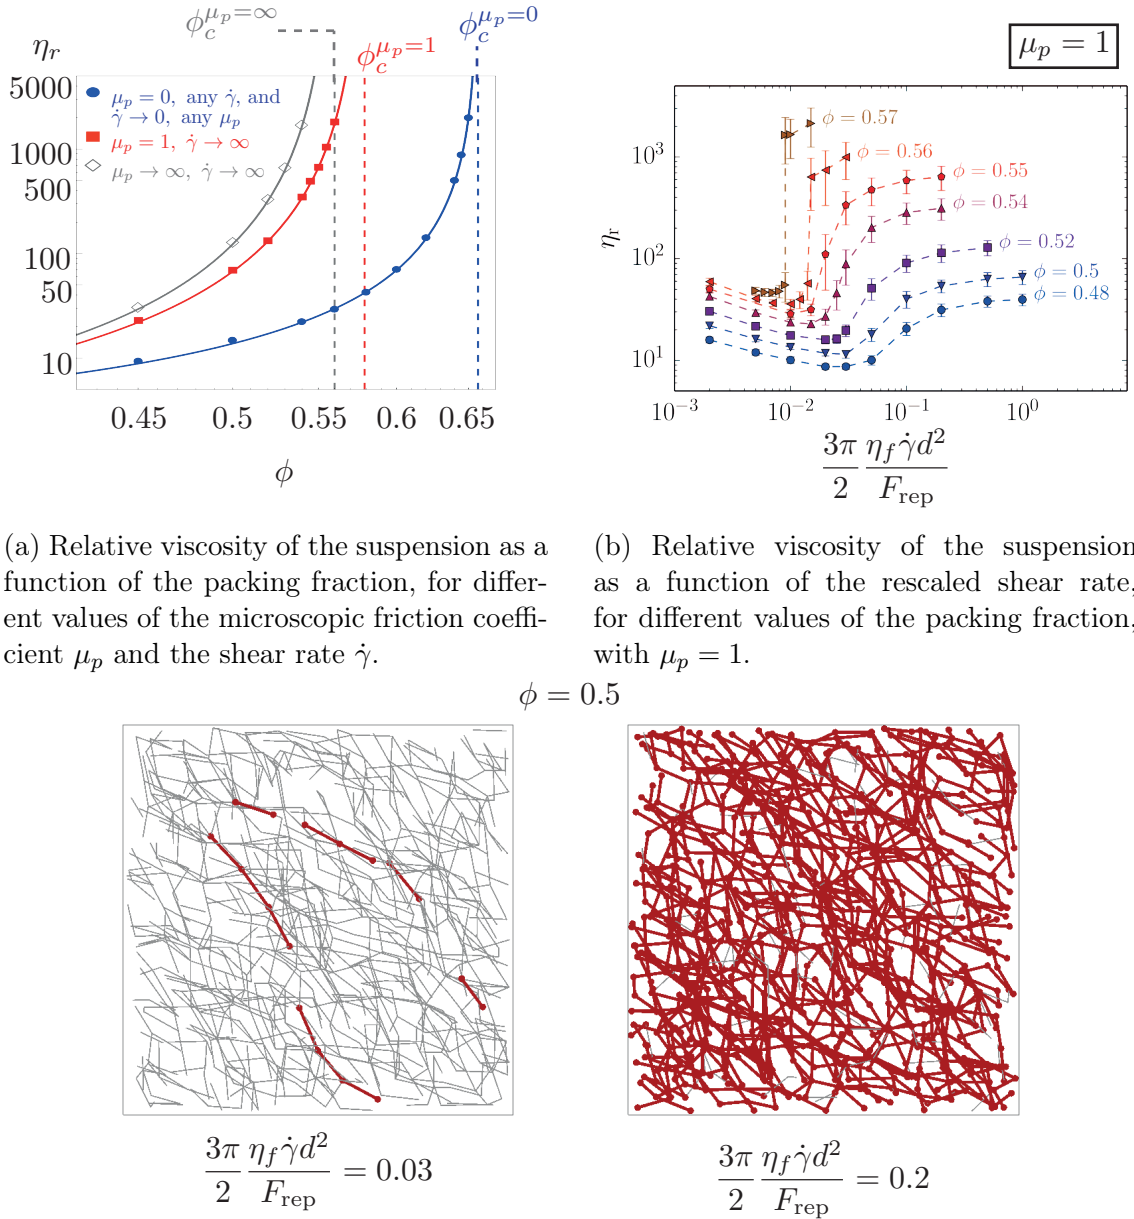 ϕ_c^{μ_p=∞}
ϕ_c^{μ_p=1}
ϕ_c^{μ_p=0}
η_r
5000
1000
500
100
50
10
μ_p = 0, any γ̇, and
γ̇ → 0, any μ_p
μ_p = 1, γ̇ → ∞
μ_p → ∞, γ̇ → ∞
0.45 0.5 0.55 0.6 0.65
ϕ
μ_p = 1
η_r
10^3
10^2
10^1
ϕ = 0.57
ϕ = 0.56
ϕ = 0.55
ϕ = 0.54
ϕ = 0.52
ϕ = 0.5
ϕ = 0.48
10^{-3} 10^{-2} 10^{-1} 10^0
3π/2 η_f γ̇ d^2/F_rep
(a) Relative viscosity of the suspension as a
function of the packing fraction, for differ-
ent values of the microscopic friction coeffi-
cient μ_p and the shear rate γ̇.
(b) Relative viscosity of the suspension
as a function of the rescaled shear rate,
for different values of the packing fraction,
with μ_p = 1.
ϕ = 0.5
3π/2 η_f γ̇ d^2/F_rep = 0.03
3π/2 η_f γ̇ d^2/F_rep = 0.2